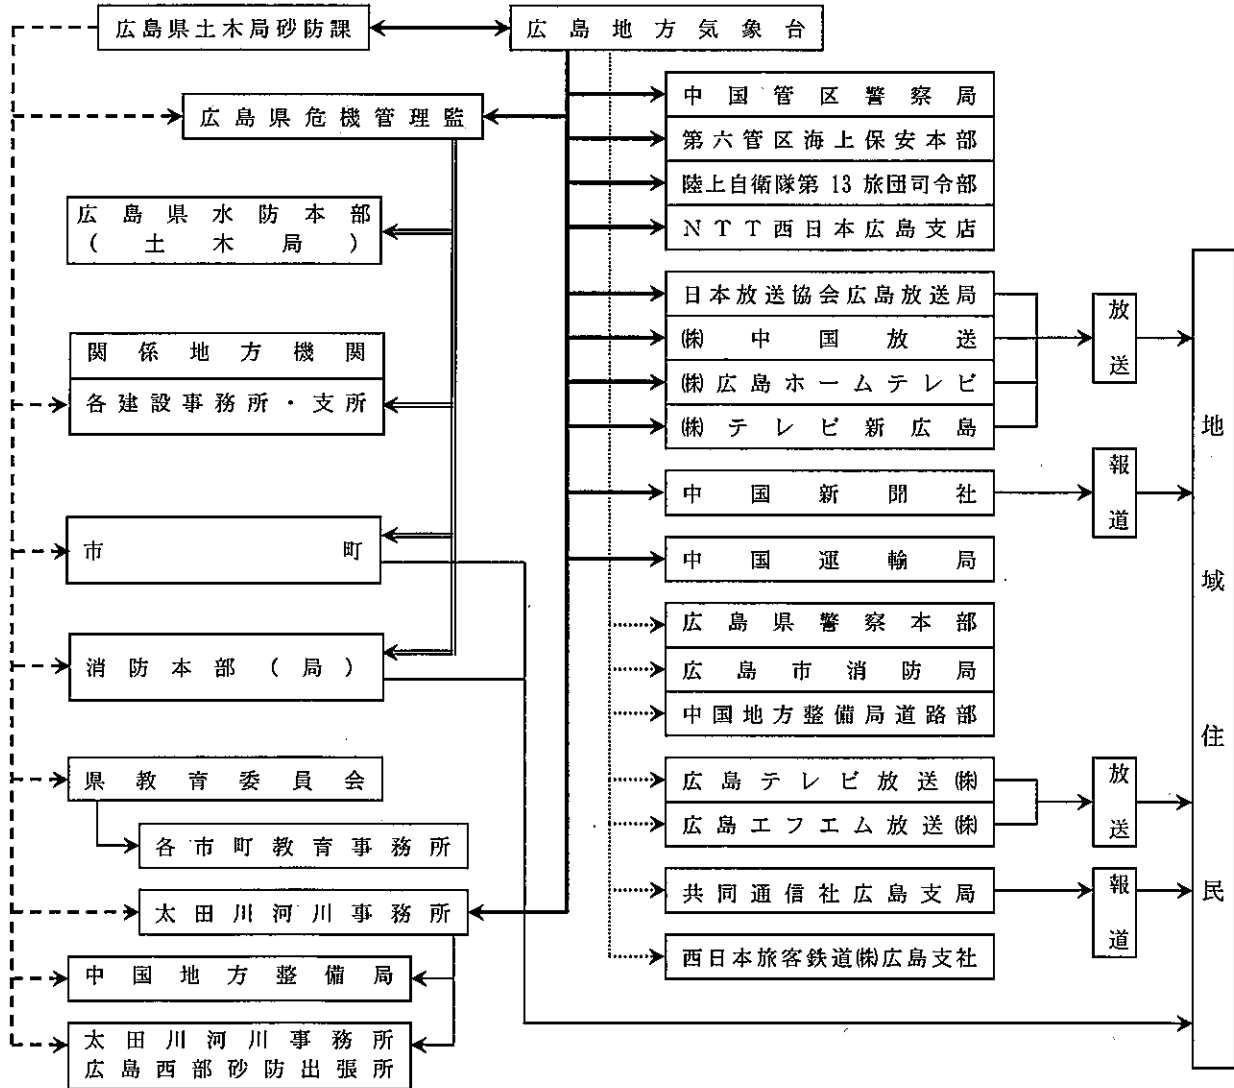 広島県土木局砂防課
広島地方気象台
広島県危機管理監
広島県水防本部
(土木局)
関係地方機関
各建設事務所・支所
市町
消防本部(局)
県教育委員会
各市町教育事務所
太田川河川事務所
中国地方整備局
太田川河川事務所
広島西部砂防出張所
中国管区警察局
第六管区海上保安本部
陸上自衛隊第13旅団司令部
NTT西日本広島支店
日本放送協会広島放送局
㈱中国放送
㈱広島ホームテレビ
㈱テレビ新広島
中国新聞社
中国運輸局
広島県警察本部
広島市消防局
中国地方整備局道路部
広島テレビ放送㈱
広島エフエム放送㈱
共同通信社広島支局
西日本旅客鉄道㈱広島支社
放送
報道
放送
報道
地域住民